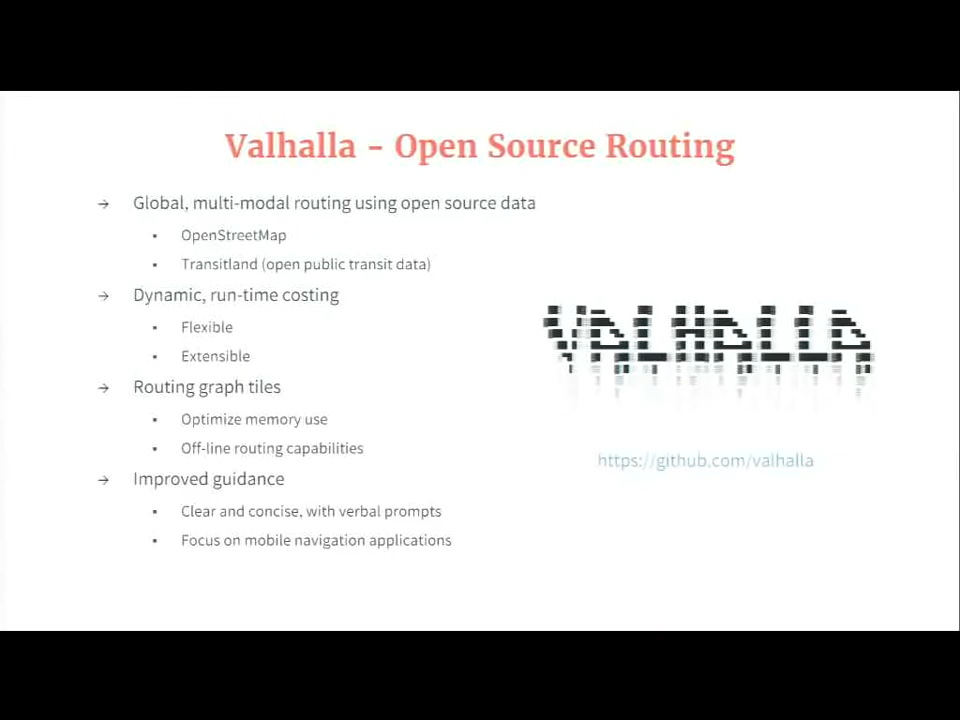 Valhalla – Open Source Routing
→ Global, multi-modal routing using open source data
▪ OpenStreetMap
▪ Transitland (open public transit data)
→ Dynamic, run-time costing
▪ Flexible
▪ Extensible
→ Routing graph tiles
▪ Optimize memory use
▪ Off-line routing capabilities
→ Improved guidance
▪ Clear and concise, with verbal prompts
▪ Focus on mobile navigation applications
VALHALLA
https://github.com/valhalla